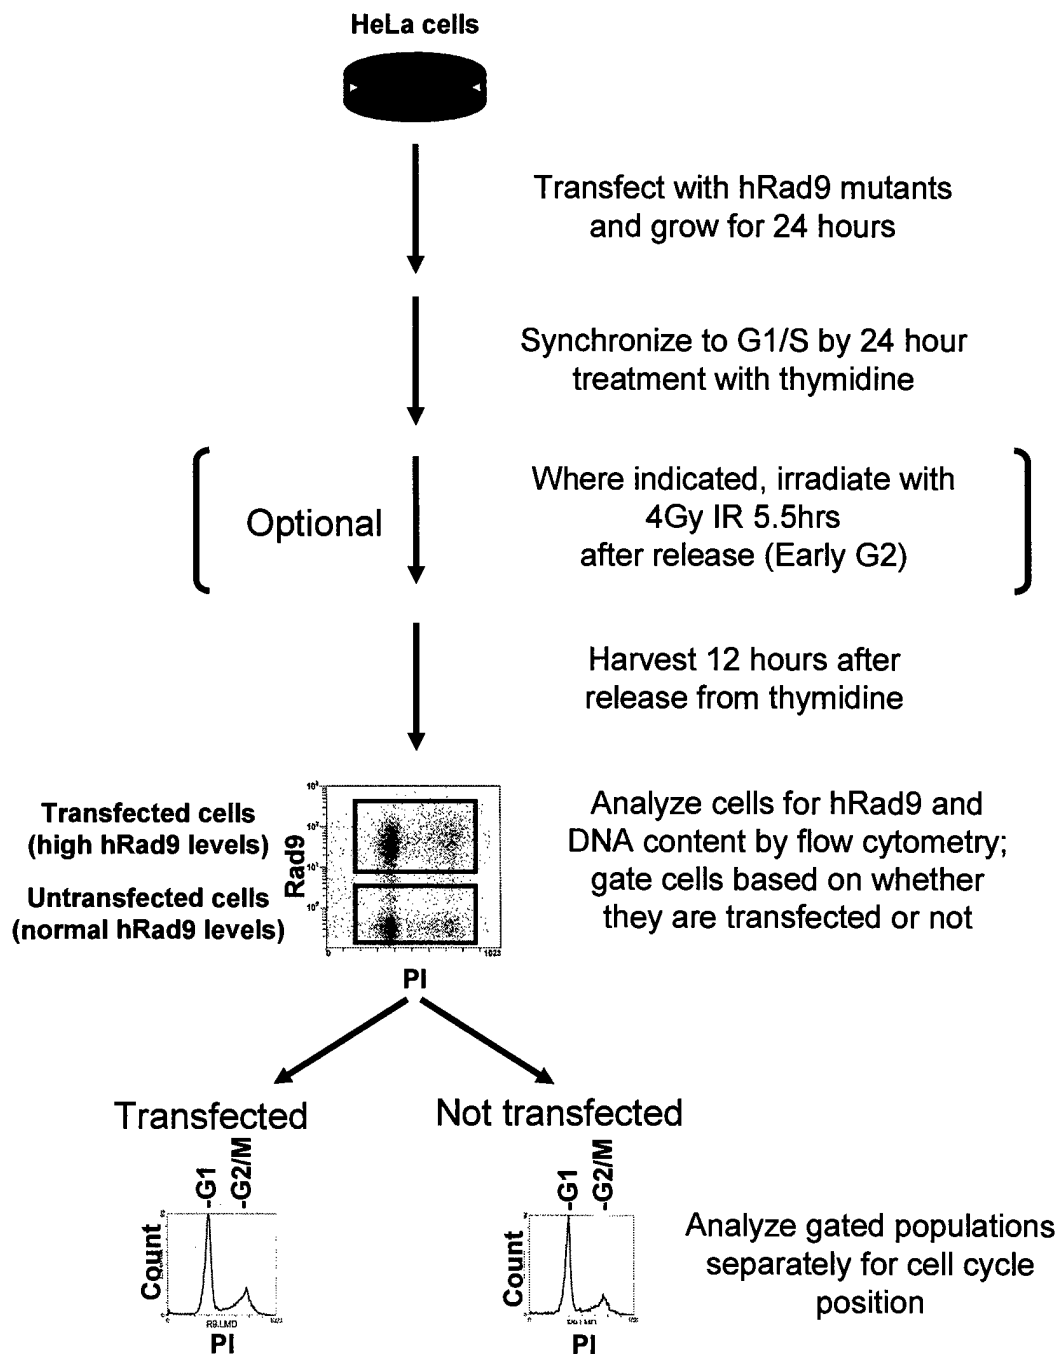 HeLa cells
Transfect with hRad9 mutants
and grow for 24 hours
Synchronize to G1/S by 24 hour
treatment with thymidine
Optional
Where indicated, irradiate with
4Gy IR 5.5hrs
after release (Early G2)
Harvest 12 hours after
release from thymidine
Transfected cells
(high hRad9 levels)
Untransfected cells
(normal hRad9 levels)
Rad9
0
1023
PI
Analyze cells for hRad9 and
DNA content by flow cytometry;
gate cells based on whether
they are transfected or not
Transfected
Not transfected
-G1
-G2/M
Count
R9.LMD
PI
-G1
-G2/M
Count
PI
Analyze gated populations
separately for cell cycle
position